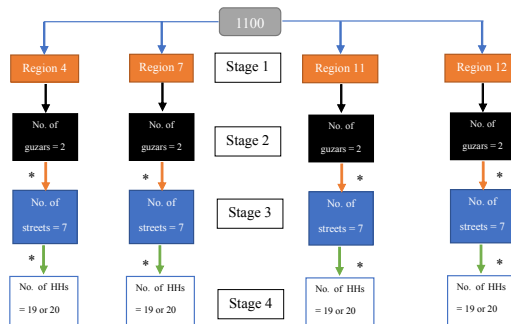 1100
Region 4
Region 7
Stage 1
Region 11
Region 12
No. of
guzars = 2
No. of
guzars = 2
Stage 2
No. of
guzars = 2
No. of
guzars = 2
*
*
*
*
No. of
streets = 7
No. of
streets = 7
Stage 3
No. of
streets = 7
No. of
streets = 7
*
*
*
*
No. of HHs
= 19 or 20
No. of HHs
= 19 or 20
Stage 4
No. of HHs
= 19 or 20
No. of HHs
= 19 or 20